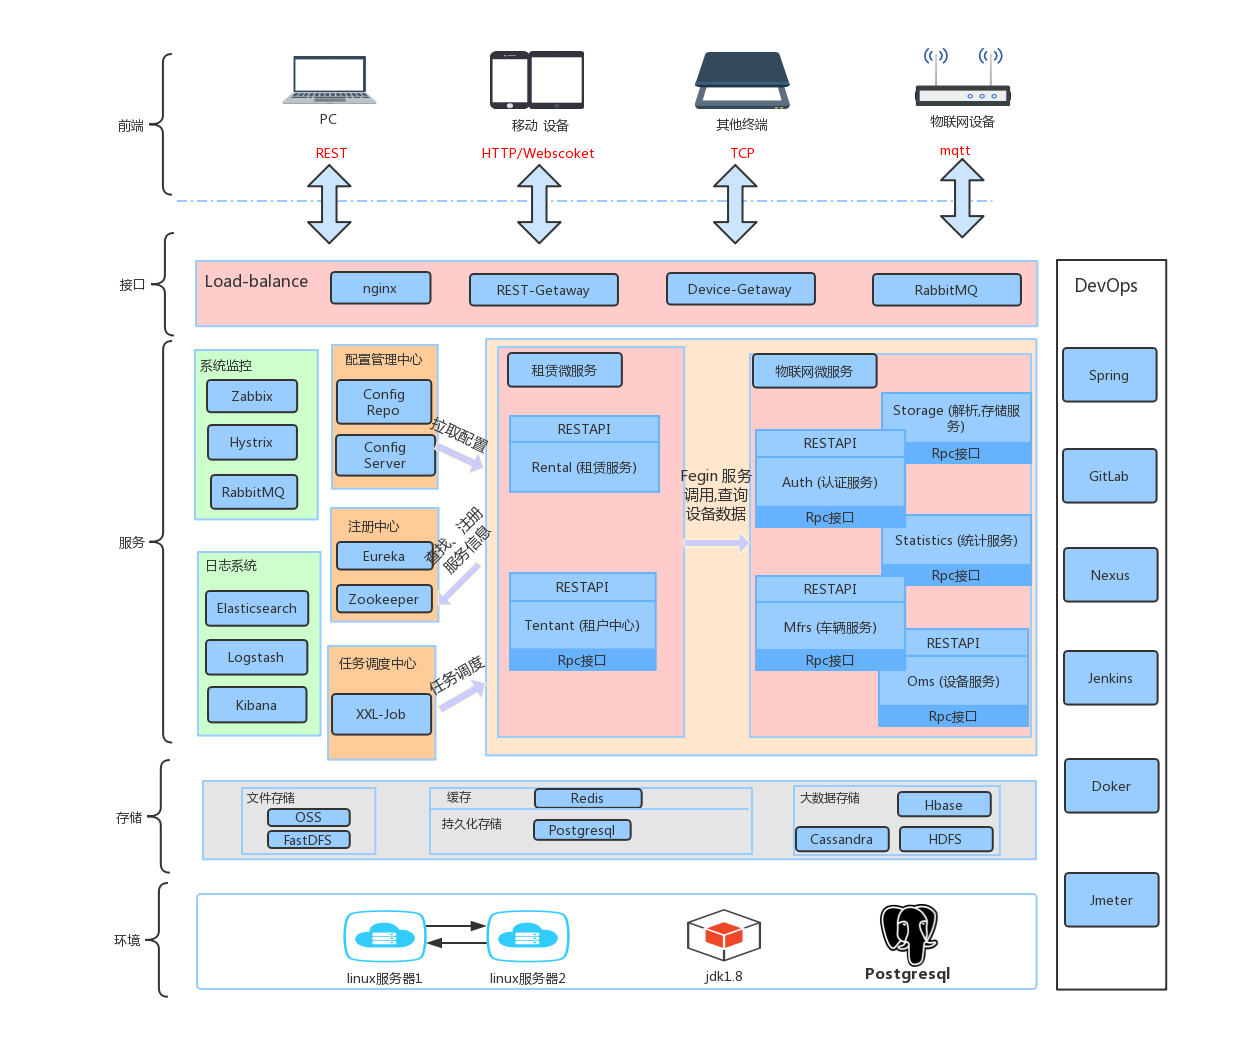 前端
PC
移动 设备
其他终端
物联网设备
REST
HTTP/Webscoket
TCP
mqtt
接口
Load-balance
nginx
REST-Getaway
Device-Getaway
RabbitMQ
DevOps
Spring
GitLab
Nexus
Jenkins
Doker
Jmeter
服务
系统监控
Zabbix
Hystrix
RabbitMQ
日志系统
Elasticsearch
Logstash
Kibana
配置管理中心
Config
Repo
Config
Server
拉取配置
注册中心
Eureka
Zookeeper
查找、注册
服务信息
任务调度中心
XXL-Job
任务调度
租赁微服务
RESTAPI
Rental (租赁服务)
RESTAPI
Tentant (租户中心)
Rpc接口
Fegin 服务
调用,查询
设备数据
物联网微服务
Storage (解析,存储服
务)
Rpc接口
RESTAPI
Auth (认证服务)
Rpc接口
Statistics (统计服务)
Rpc接口
RESTAPI
Mfrs (车辆服务)
Rpc接口
RESTAPI
Oms (设备服务)
Rpc接口
存储
文件存储
OSS
FastDFS
缓存
Redis
持久化存储
Postgresql
大数据存储
Hbase
Cassandra
HDFS
环境
linux服务器1
linux服务器2
jdk1.8
Postgresql